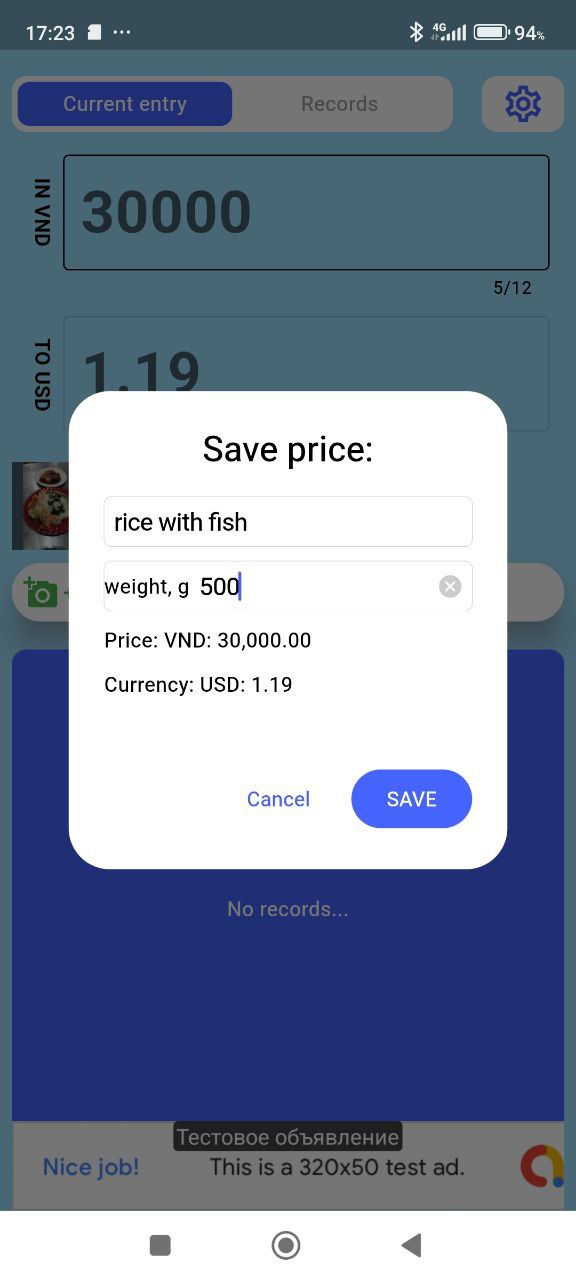 17:23 ... 4G 94%
Current entry Records
IN VND 30000
5/12
TO USD 1.19
Save price:
rice with fish
weight, g 500
Price: VND: 30,000.00
Currency: USD: 1.19
Cancel SAVE
No records...
Тестовое объявление
Nice job! This is a 320x50 test ad.